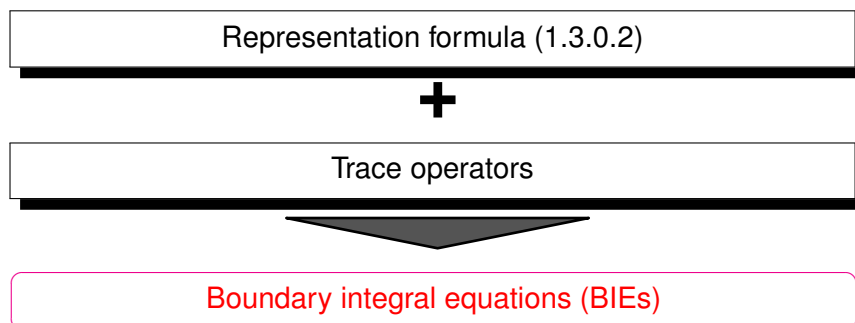 Representation formula (1.3.0.2)
+
Trace operators
Boundary integral equations (BIEs)